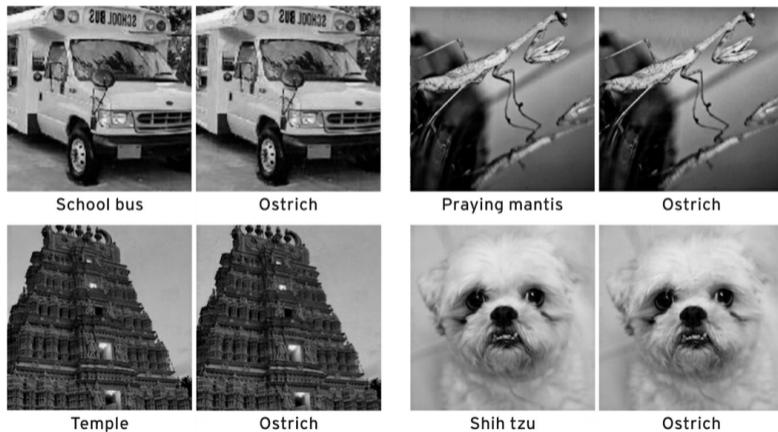 SCHOOL BUS
SCHOOL BUS
School bus
Ostrich
Praying mantis
Ostrich
Temple
Ostrich
Shih tzu
Ostrich